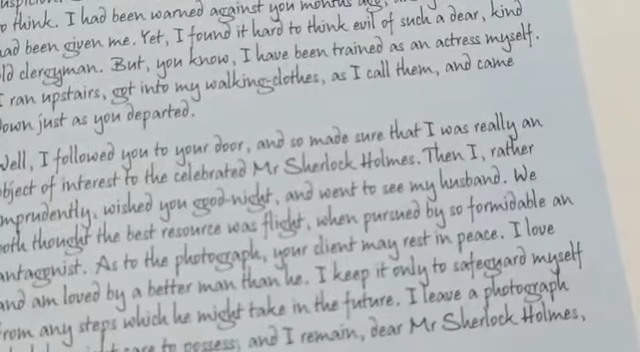 to think. I had been warned against you months ago,
had been given me. Yet, I found it hard to think evil of such a dear, kind
old clergyman. But, you know, I have been trained as an actress myself.
I ran upstairs, got into my walking-clothes, as I call them, and came
down just as you departed.
Well, I followed you to your door, and so made sure that I was really an
object of interest to the celebrated Mr Sherlock Holmes. Then I, rather
imprudently, wished you good-night, and went to see my husband. We
both thought the best resource was flight, when pursued by so formidable an
antagonist. As to the photograph, your client may rest in peace. I love
and am loved by a better man than he. I keep it only to safeguard myself
from any steps which he might take in the future. I leave a photograph
care to possess; and I remain, dear Mr Sherlock Holmes,